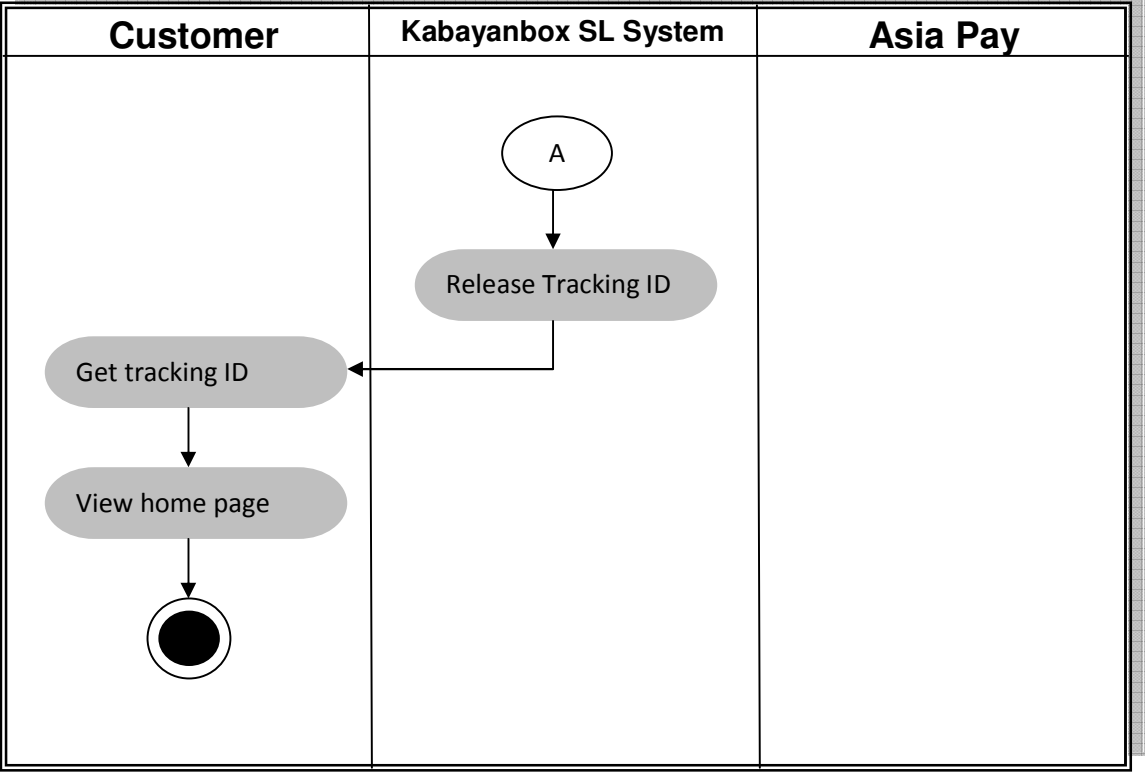 Customer
Kabayanbox SL System
Asia Pay
A
Release Tracking ID
Get tracking ID
View home page